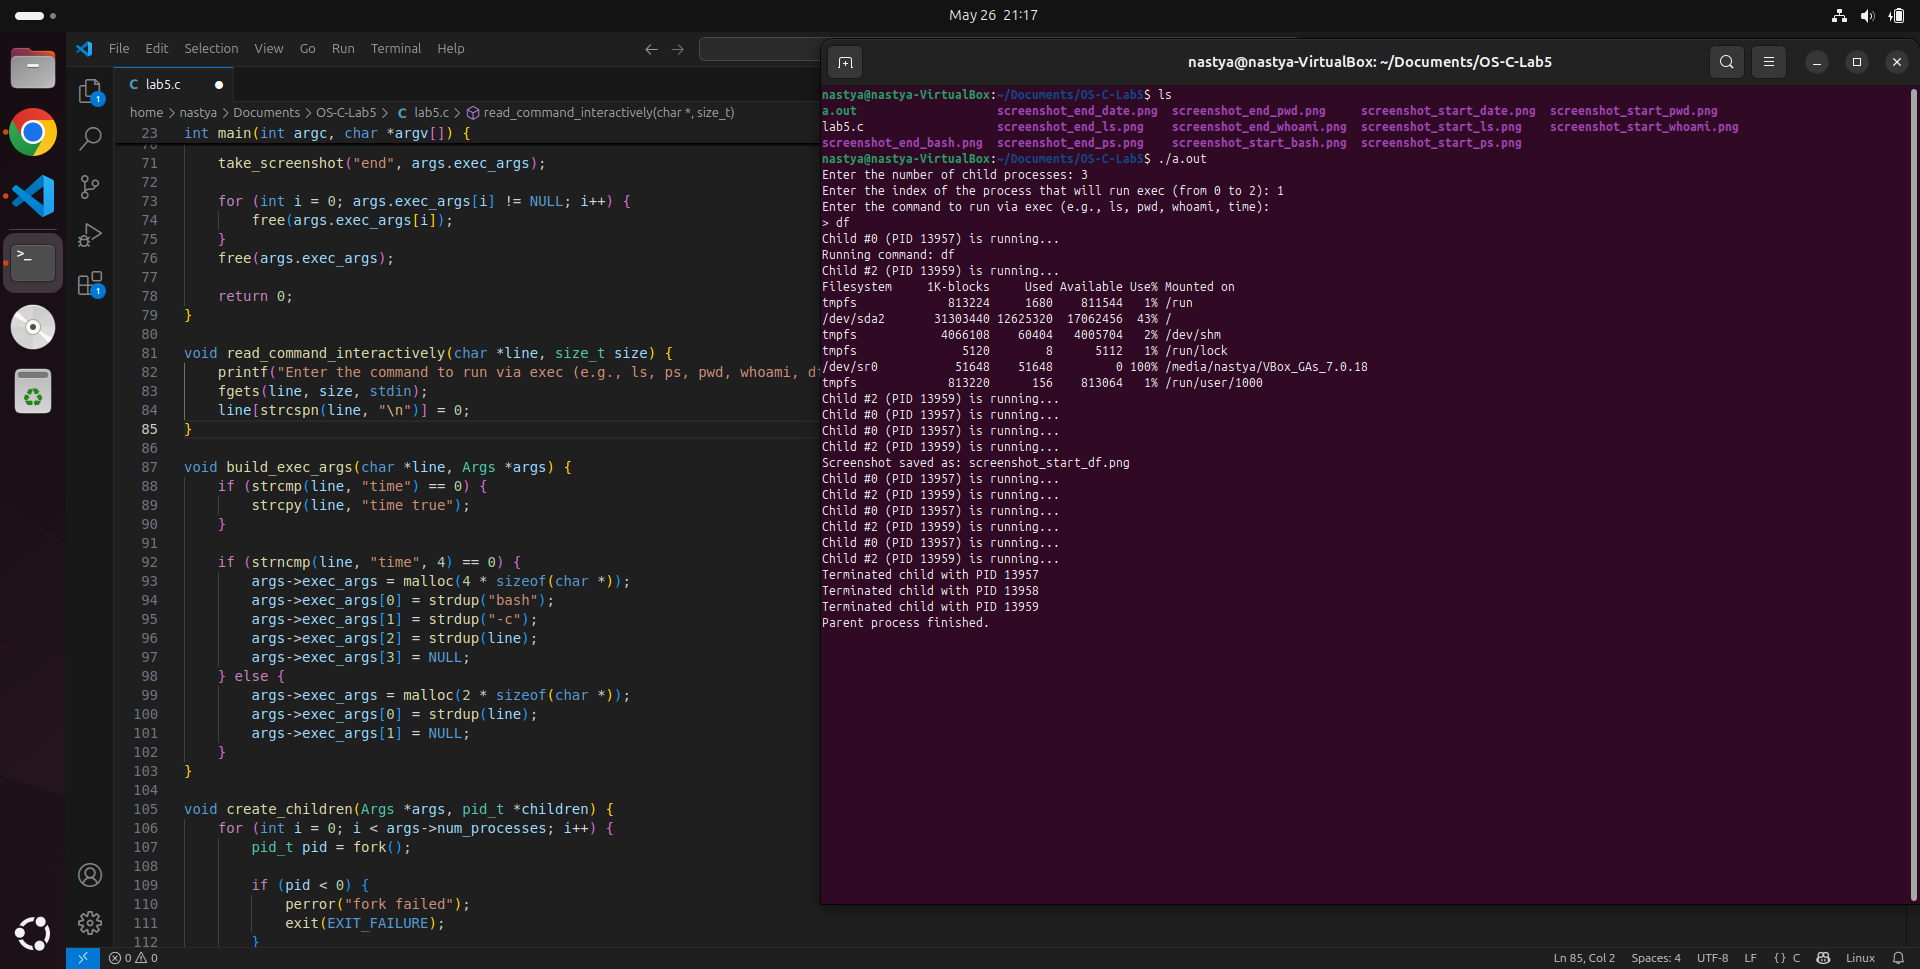 May 26 21:17
File Edit Selection View Go Run Terminal Help
lab5.c
home > nastya > Documents > OS-C-Lab5 > C lab5.c > read_command_interactively(char *, size_t)
23 int main(int argc, char *argv[]) {
71 take_screenshot("end", args.exec_args);
72
73 for (int i = 0; args.exec_args[i] != NULL; i++) {
74 free(args.exec_args[i]);
75 }
76 free(args.exec_args);
77
78 return 0;
79 }
80
81 void read_command_interactively(char *line, size_t size) {
82 printf("Enter the command to run via exec (e.g., ls, ps, pwd, whoami, d
83 fgets(line, size, stdin);
84 line[strcspn(line, "\n")] = 0;
85 }
86
87 void build_exec_args(char *line, Args *args) {
88 if (strcmp(line, "time") == 0) {
89 strcpy(line, "time true");
90 }
91
92 if (strncmp(line, "time", 4) == 0) {
93 args->exec_args = malloc(4 * sizeof(char *));
94 args->exec_args[0] = strdup("bash");
95 args->exec_args[1] = strdup("-c");
96 args->exec_args[2] = strdup(line);
97 args->exec_args[3] = NULL;
98 } else {
99 args->exec_args = malloc(2 * sizeof(char *));
100 args->exec_args[0] = strdup(line);
101 args->exec_args[1] = NULL;
102 }
103 }
104
105 void create_children(Args *args, pid_t *children) {
106 for (int i = 0; i < args->num_processes; i++) {
107 pid_t pid = fork();
108
109 if (pid < 0) {
110 perror("fork failed");
111 exit(EXIT_FAILURE);
112 }
nastya@nastya-VirtualBox: ~/Documents/OS-C-Lab5
nastya@nastya-VirtualBox:~/Documents/OS-C-Lab5$ ls
a.out screenshot_end_date.png screenshot_end_pwd.png screenshot_start_date.png screenshot_start_pwd.png
lab5.c screenshot_end_ls.png screenshot_end_whoami.png screenshot_start_ls.png screenshot_start_whoami.png
screenshot_end_bash.png screenshot_end_ps.png screenshot_start_bash.png screenshot_start_ps.png
nastya@nastya-VirtualBox:~/Documents/OS-C-Lab5$ ./a.out
Enter the number of child processes: 3
Enter the index of the process that will run exec (from 0 to 2): 1
Enter the command to run via exec (e.g., ls, pwd, whoami, time):
> df
Child #0 (PID 13957) is running...
Running command: df
Child #2 (PID 13959) is running...
Filesystem 1K-blocks Used Available Use% Mounted on
tmpfs 813224 1680 811544 1% /run
/dev/sda2 31303440 12625320 17062456 43% /
tmpfs 4066108 60404 4005704 2% /dev/shm
tmpfs 5120 8 5112 1% /run/lock
/dev/sr0 51648 51648 0 100% /media/nastya/VBox_GAs_7.0.18
tmpfs 813220 156 813064 1% /run/user/1000
Child #2 (PID 13959) is running...
Child #0 (PID 13957) is running...
Child #0 (PID 13957) is running...
Child #2 (PID 13959) is running...
Screenshot saved as: screenshot_start_df.png
Child #0 (PID 13957) is running...
Child #2 (PID 13959) is running...
Child #0 (PID 13957) is running...
Child #2 (PID 13959) is running...
Child #0 (PID 13957) is running...
Child #2 (PID 13959) is running...
Terminated child with PID 13957
Terminated child with PID 13958
Terminated child with PID 13959
Parent process finished.
0 0 Ln 85, Col 2 Spaces: 4 UTF-8 LF {} C Linux